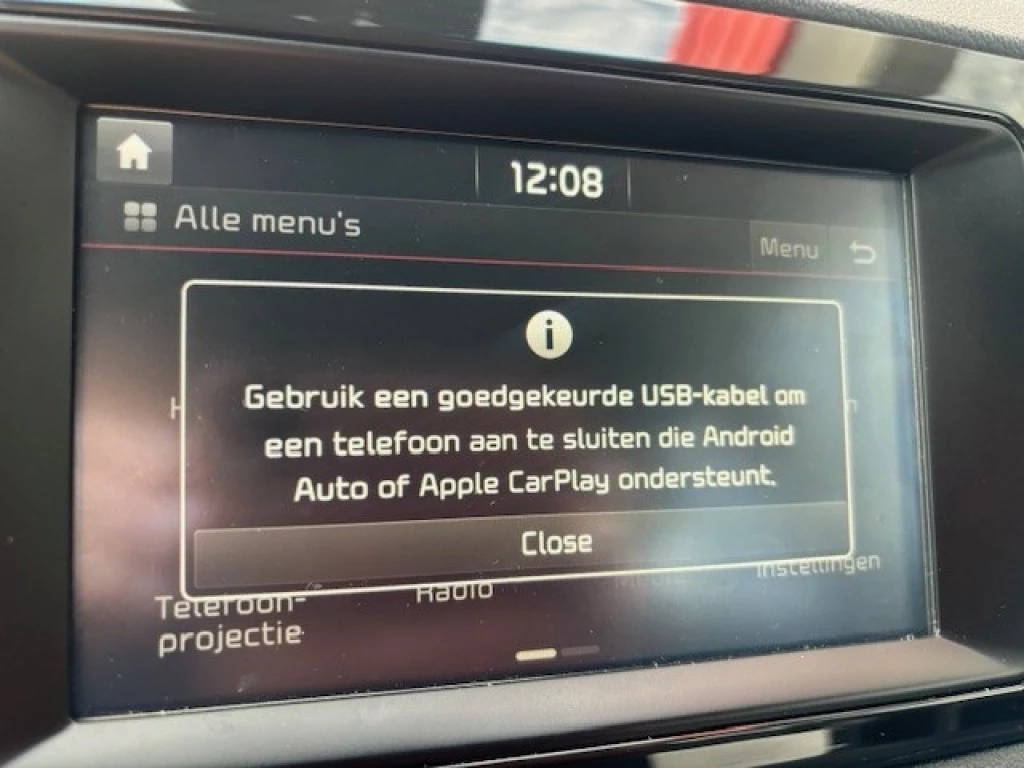 12:08
Alle menu's
Menu
Gebruik een goedgekeurde USB-kabel om
een telefoon aan te sluiten die Android
Auto of Apple CarPlay ondersteunt.
Close
Telefoon-
projectie
Radio
Media
Instellingen